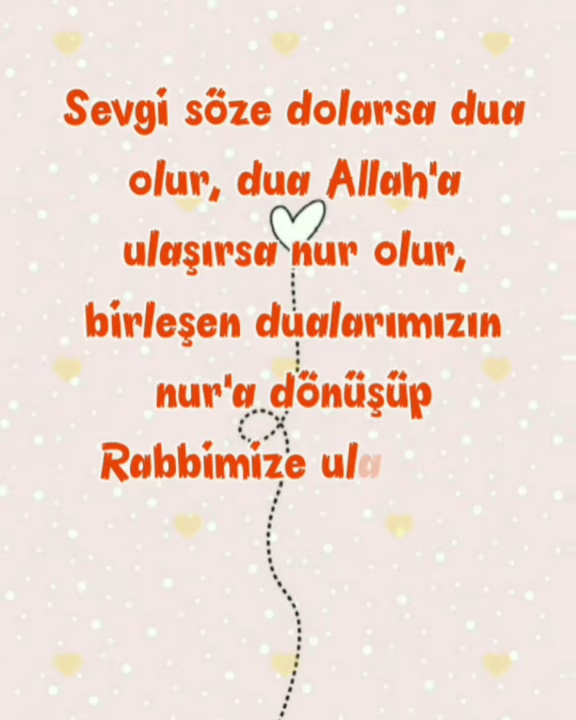 Sevgi söze dolarsa dua
olur, dua Allah'a
ulaşırsa nur olur,
birleşen dualarımızın
nur'a dönüşüp
Rabbimize ula